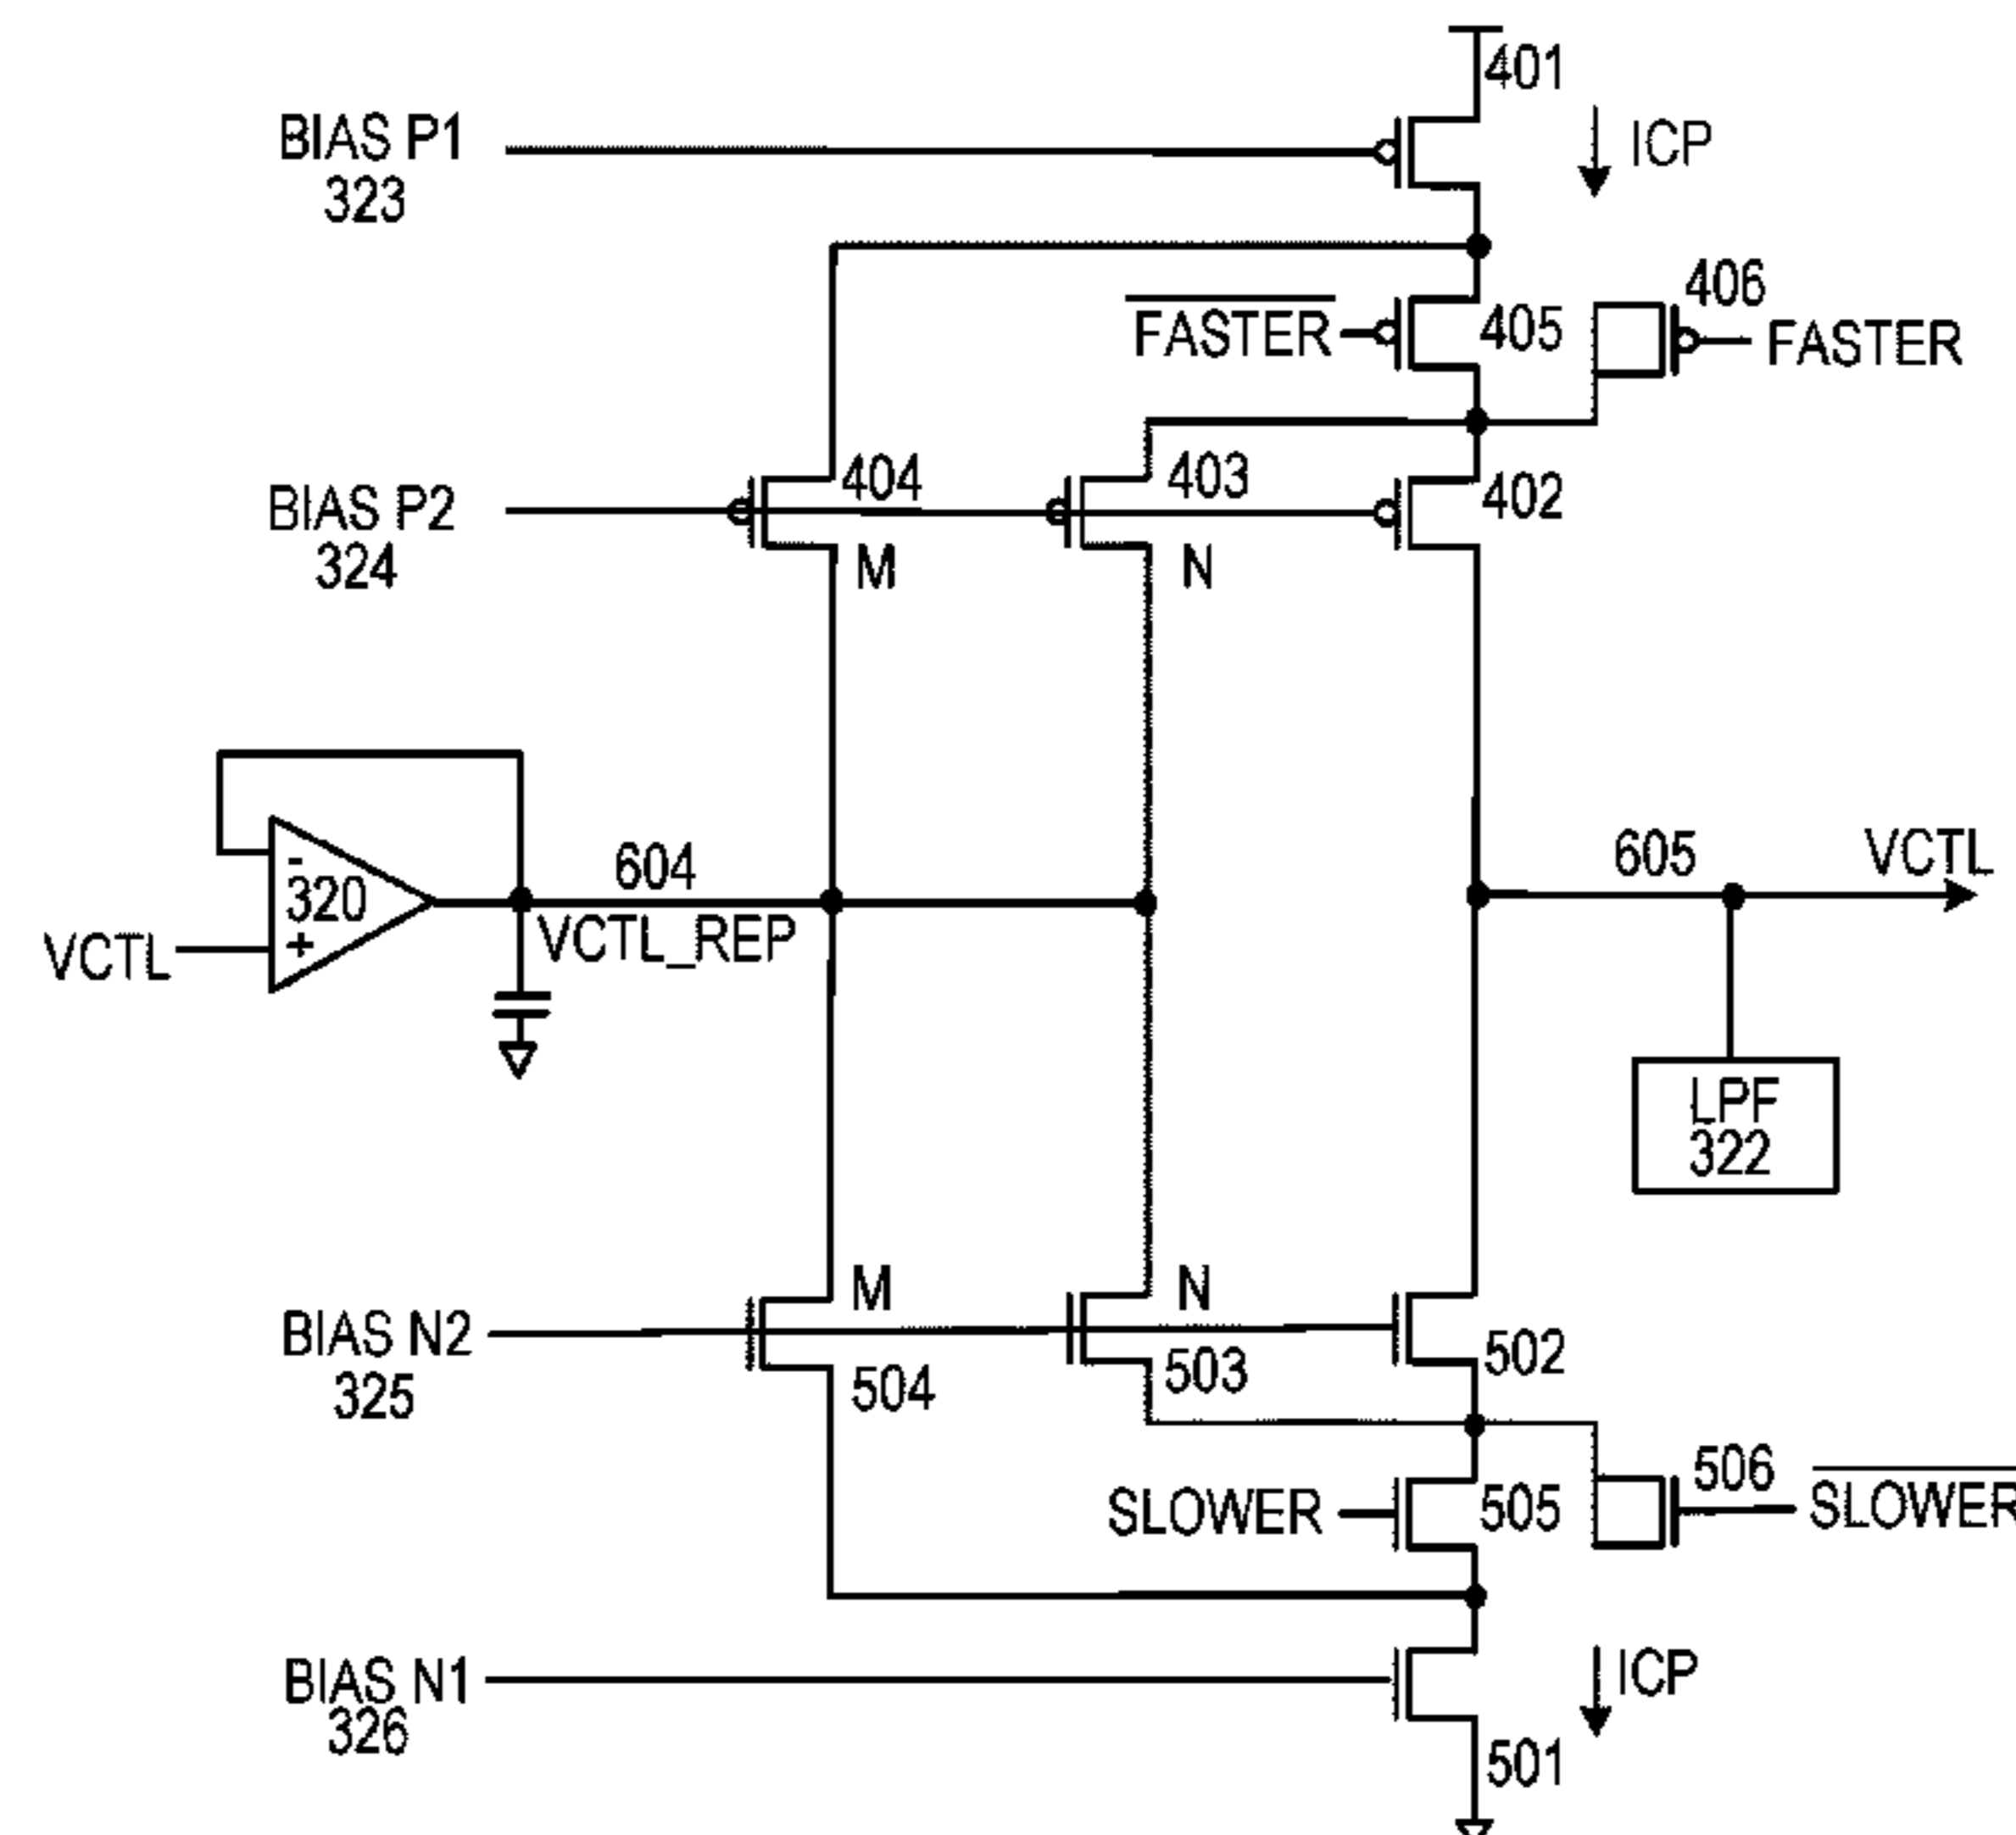 401
BIAS P1
323
ICP
406
FASTER
405
FASTER
404
403
402
BIAS P2
324
M
N
604
605
VCTL
-
320
+
VCTL
VCTL_REP
LPF
322
M
N
BIAS N2
325
504
503
502
506
SLOWER
505
SLOWER
BIAS N1
326
ICP
501